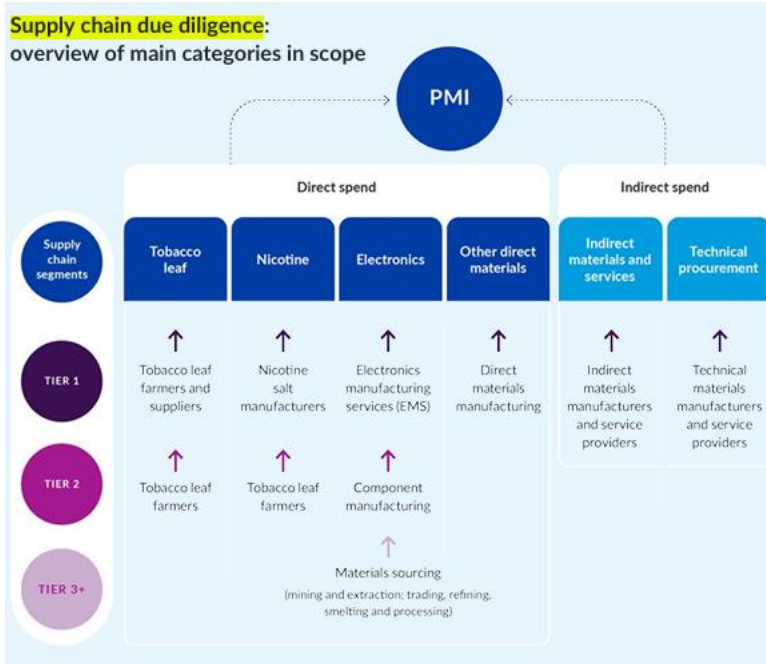 Supply chain due diligence:
overview of main categories in scope
PMI
Direct spend
Indirect spend
Supply
chain
segments
Tobacco
leaf
Nicotine
Electronics
Other direct
materials
Indirect
materials and
services
Technical
procurement
TIER 1
Tobacco leaf
farmers and
suppliers
Nicotine
salt
manufacturers
Electronics
manufacturing
services (EMS)
Direct
materials
manufacturing
Indirect
materials
manufacturers
and service
providers
Technical
materials
manufacturers
and service
providers
TIER 2
Tobacco leaf
farmers
Tobacco leaf
farmers
Component
manufacturing
TIER 3+
Materials sourcing
(mining and extraction; trading, refining,
smelting and processing)